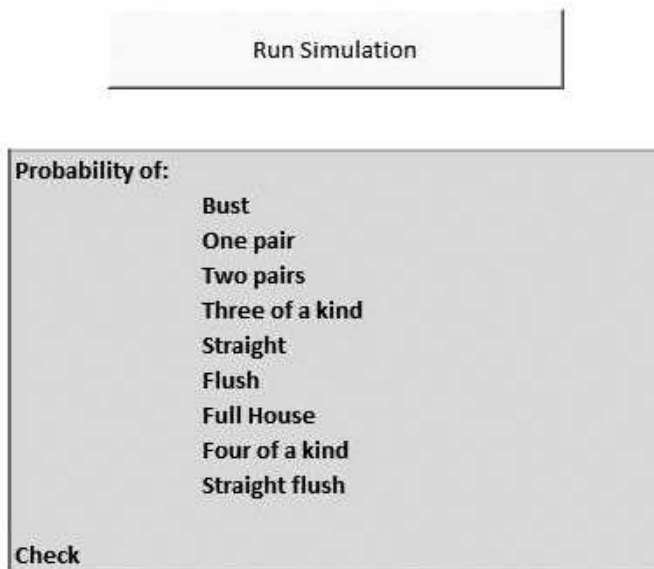 Run Simulation
Probability of:
Bust
One pair
Two pairs
Three of a kind
Straight
Flush
Full House
Four of a kind
Straight flush
Check